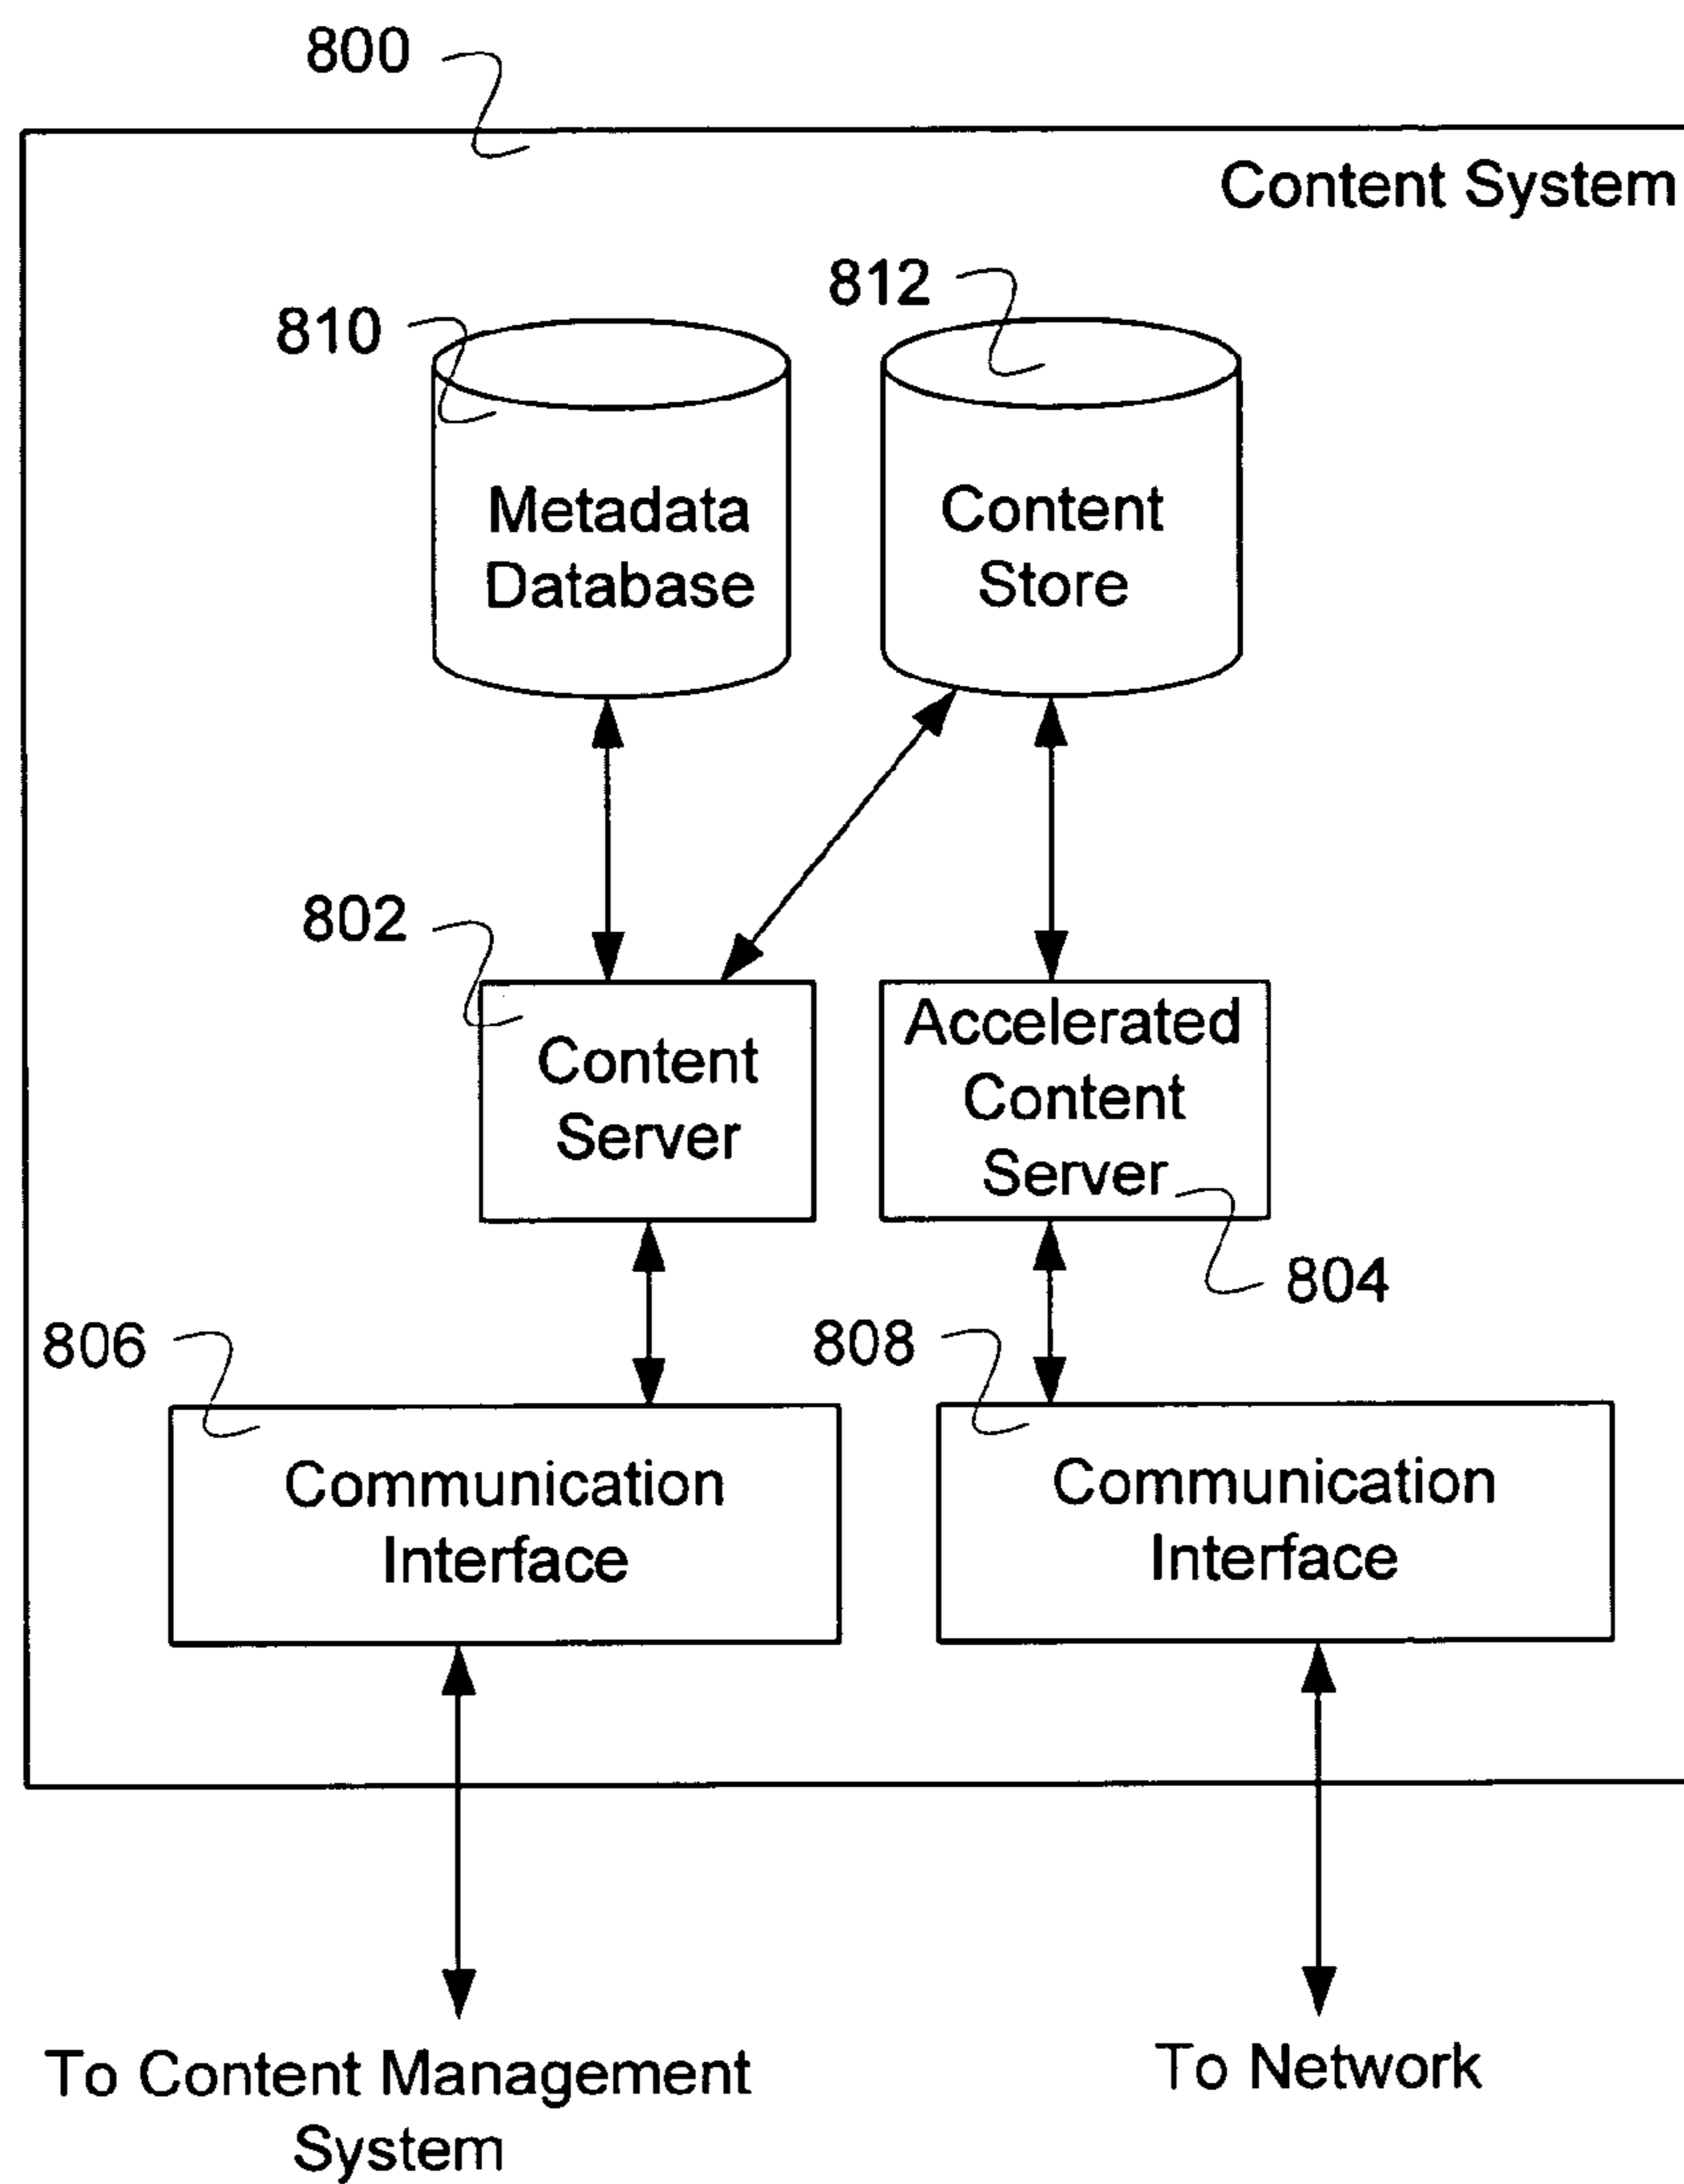 800
Content System
812
810
Metadata
Database
Content
Store
802
Content
Server
Accelerated
Content
Server
804
806
808
Communication
Interface
Communication
Interface
To Content Management
System
To Network